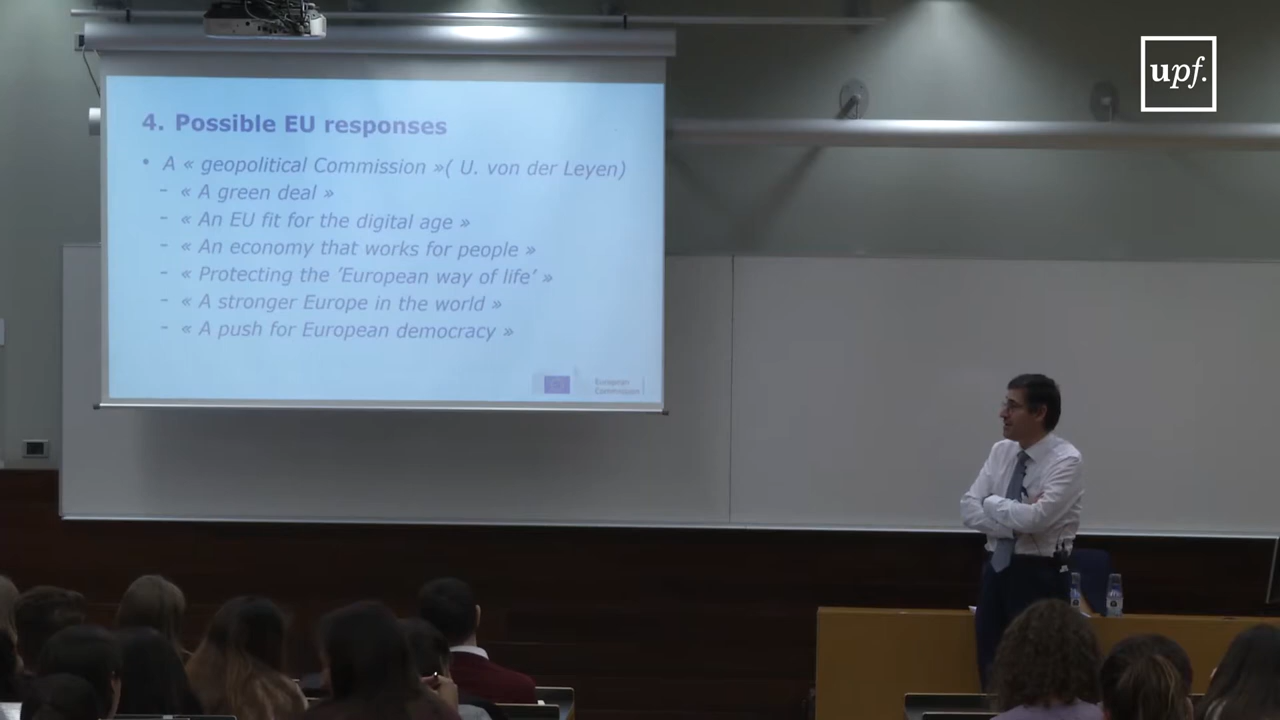 upf.
4. Possible EU responses
• A « geopolitical Commission »( U. von der Leyen)
- « A green deal »
- « An EU fit for the digital age »
- « An economy that works for people »
- « Protecting the ‘European way of life’ »
- « A stronger Europe in the world »
- « A push for European democracy »
European
Commission